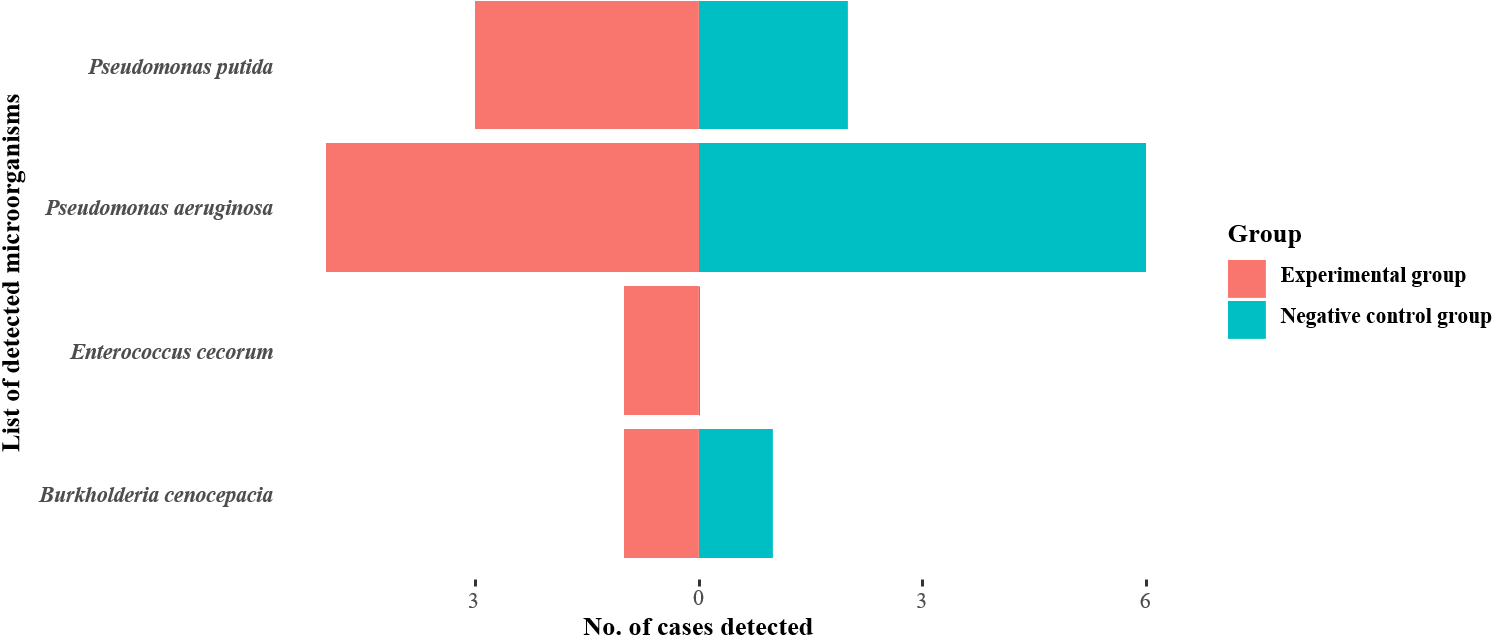 List of detected microorganisms
Pseudomonas putida
Pseudomonas aeruginosa
Enterococcus cecorum
Burkholderia cenocepacia
3 0 3 6
No. of cases detected
Group
Experimental group
Negative control group